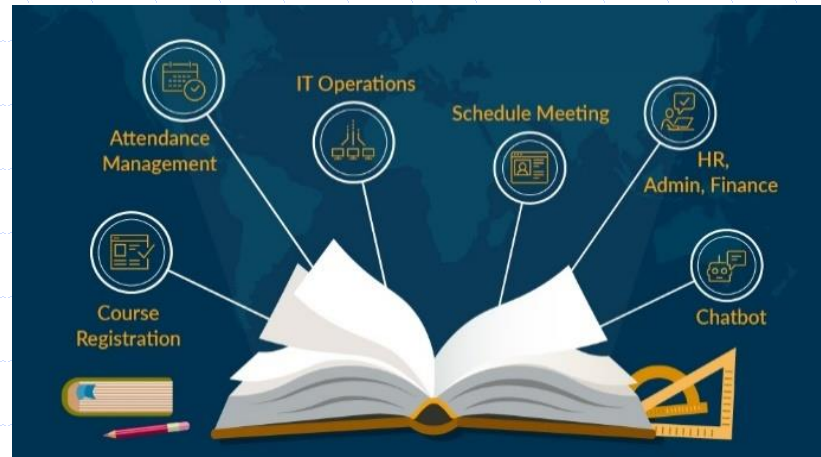 IT Operations
Schedule Meeting
Attendance
Management
HR,
Admin, Finance
Course
Registration
Chatbot